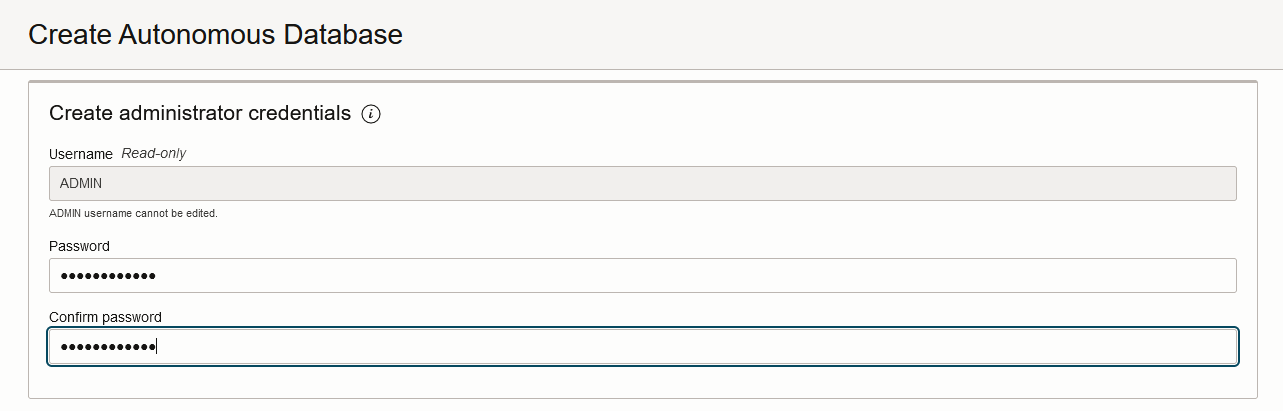 Create Autonomous Database
Create administrator credentials i
Username Read-only
ADMIN
ADMIN username cannot be edited.
Password
••••••••••••
Confirm password
••••••••••••